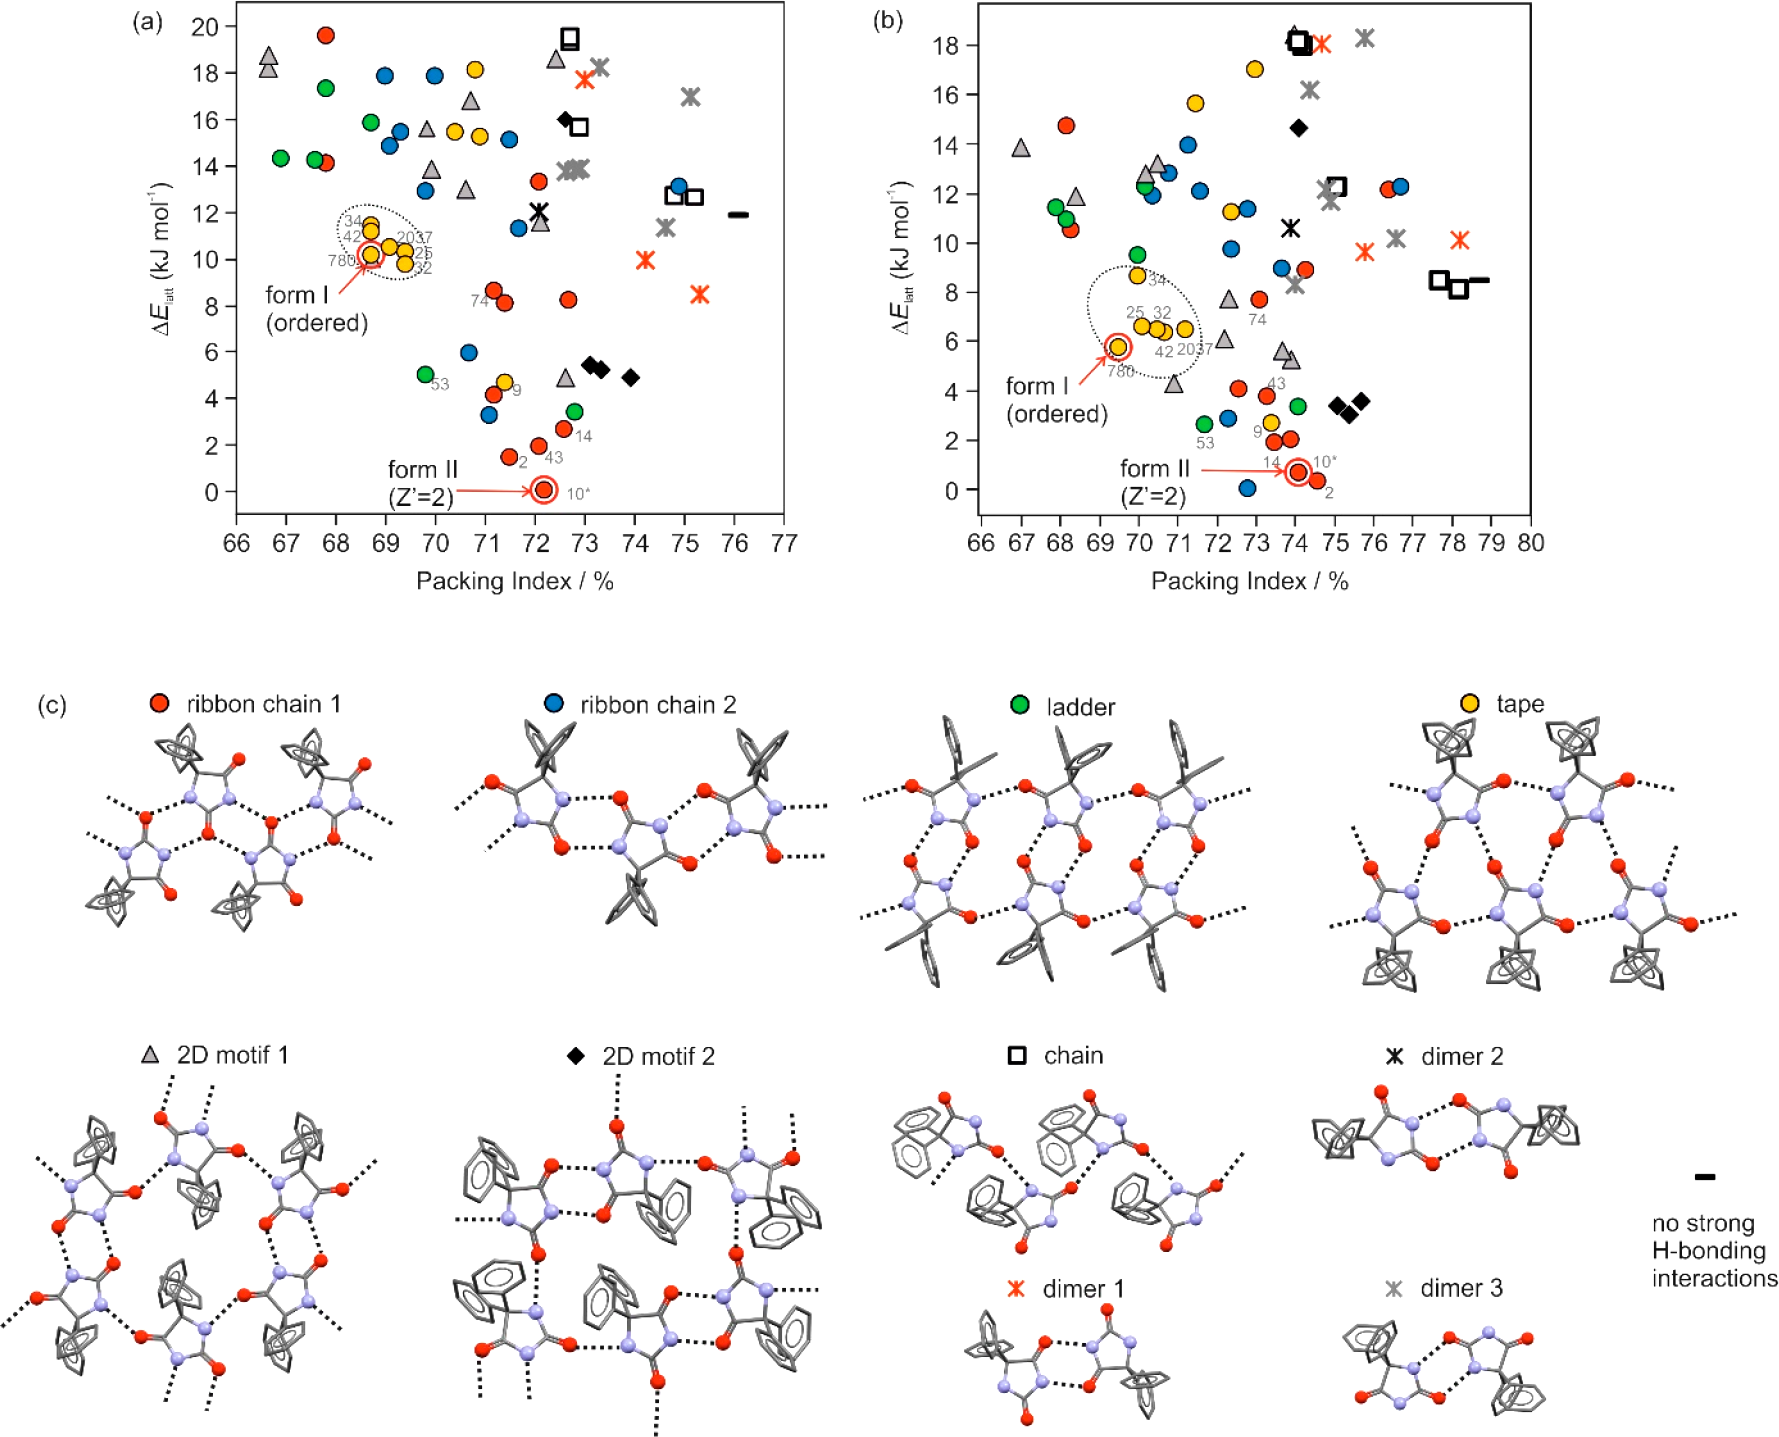 (a)
20
18
16
14
12
10
8
6
4
2
0
ΔE_latt (kJ mol⁻¹)
34
42
2037
25
780
32
form I
(ordered)
74
53
9
14
43
2
form II
(Z'=2)
10*
66 67 68 69 70 71 72 73 74 75 76 77
Packing Index / %
(b)
18
16
14
12
10
8
6
4
2
0
ΔE_latt (kJ mol⁻¹)
34
25 32
42 2037
780
74
form I
(ordered)
43
53
9
14
10*
2
form II
(Z'=2)
66 67 68 69 70 71 72 73 74 75 76 77 78 79 80
Packing Index / %
(c)
ribbon chain 1
ribbon chain 2
ladder
tape
2D motif 1
2D motif 2
chain
dimer 2
no strong
H-bonding
interactions
dimer 1
dimer 3